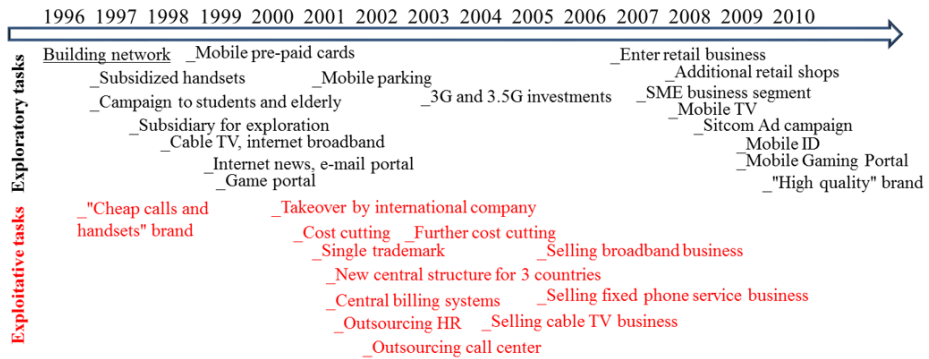 1996 1997 1998 1999 2000 2001 2002 2003 2004 2005 2006 2007 2008 2009 2010
Exploratory tasks
Building network
_Mobile pre-paid cards
_Enter retail business
_Subsidized handsets
_Mobile parking
_Additional retail shops
_Campaign to students and elderly
_3G and 3.5G investments
_SME business segment
_Mobile TV
_Subsidiary for exploration
_Sitcom Ad campaign
_Cable TV, internet broadband
_Mobile ID
_Internet news, e-mail portal
_Mobile Gaming Portal
_Game portal
_"High quality" brand
Exploitative tasks
_"Cheap calls and
handsets" brand
_Takeover by international company
_Cost cutting
_Further cost cutting
_Single trademark
_Selling broadband business
_New central structure for 3 countries
_Central billing systems
_Selling fixed phone service business
_Outsourcing HR
_Selling cable TV business
_Outsourcing call center